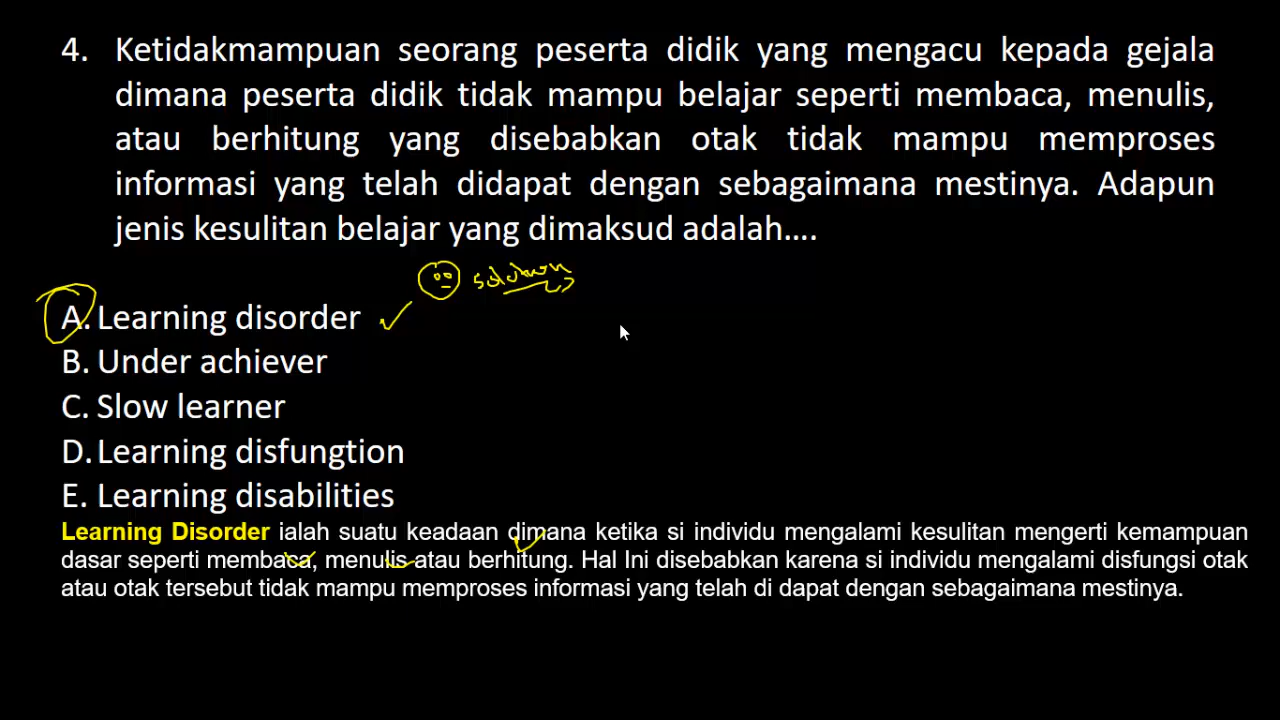 4. Ketidakmampuan seorang peserta didik yang mengacu kepada gejala
dimana peserta didik tidak mampu belajar seperti membaca, menulis,
atau berhitung yang disebabkan otak tidak mampu memproses
informasi yang telah didapat dengan sebagaimana mestinya. Adapun
jenis kesulitan belajar yang dimaksud adalah....
A. Learning disorder
B. Under achiever
C. Slow learner
D. Learning disfungtion
E. Learning disabilities
Learning Disorder ialah suatu keadaan dimana ketika si individu mengalami kesulitan mengerti kemampuan
dasar seperti membaca, menulis atau berhitung. Hal Ini disebabkan karena si individu mengalami disfungsi otak
atau otak tersebut tidak mampu memproses informasi yang telah di dapat dengan sebagaimana mestinya.